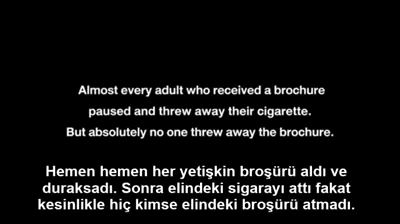 Almost every adult who received a brochure
paused and threw away their cigarette.
But absolutely no one threw away the brochure.
Hemen hemen her yetişkin broşürü aldı ve
duraksadı. Sonra elindeki sigarayı attı fakat
kesinlikle hiç kimse elindeki broşürü atmadı.